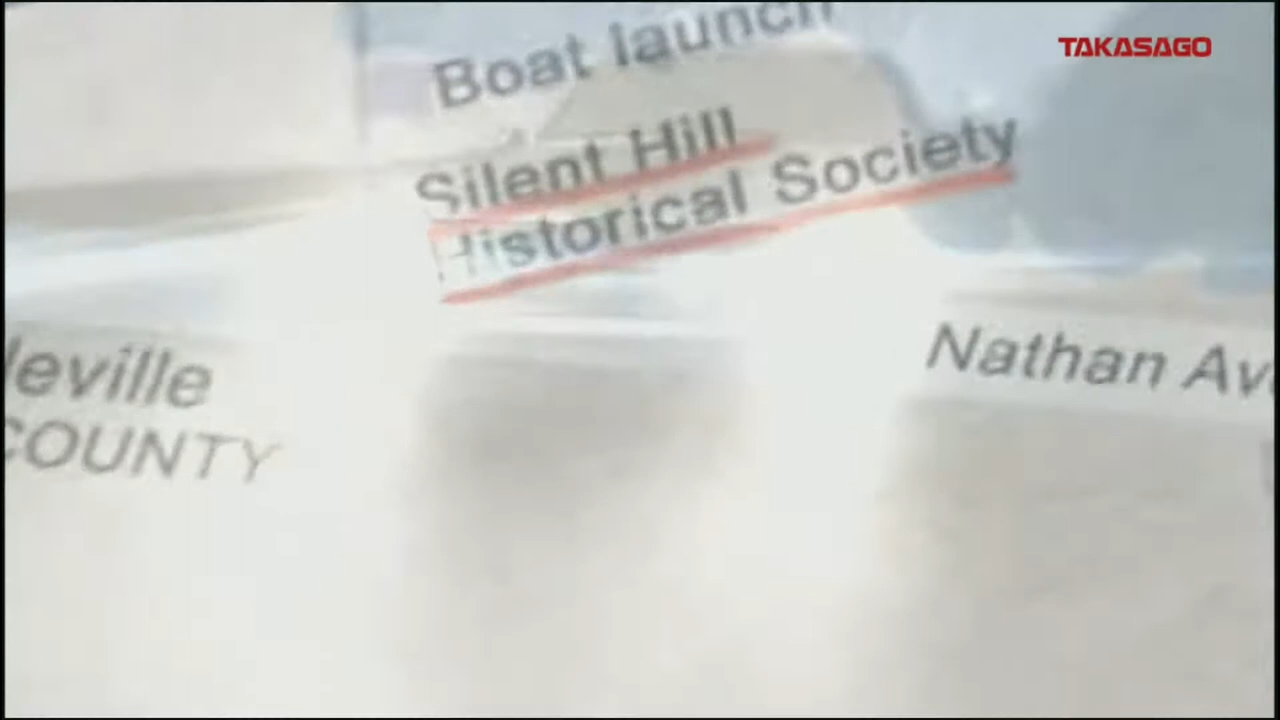 TAKASAGO
Boat launch
Silent Hill
Historical Society
leville
COUNTY
Nathan Av